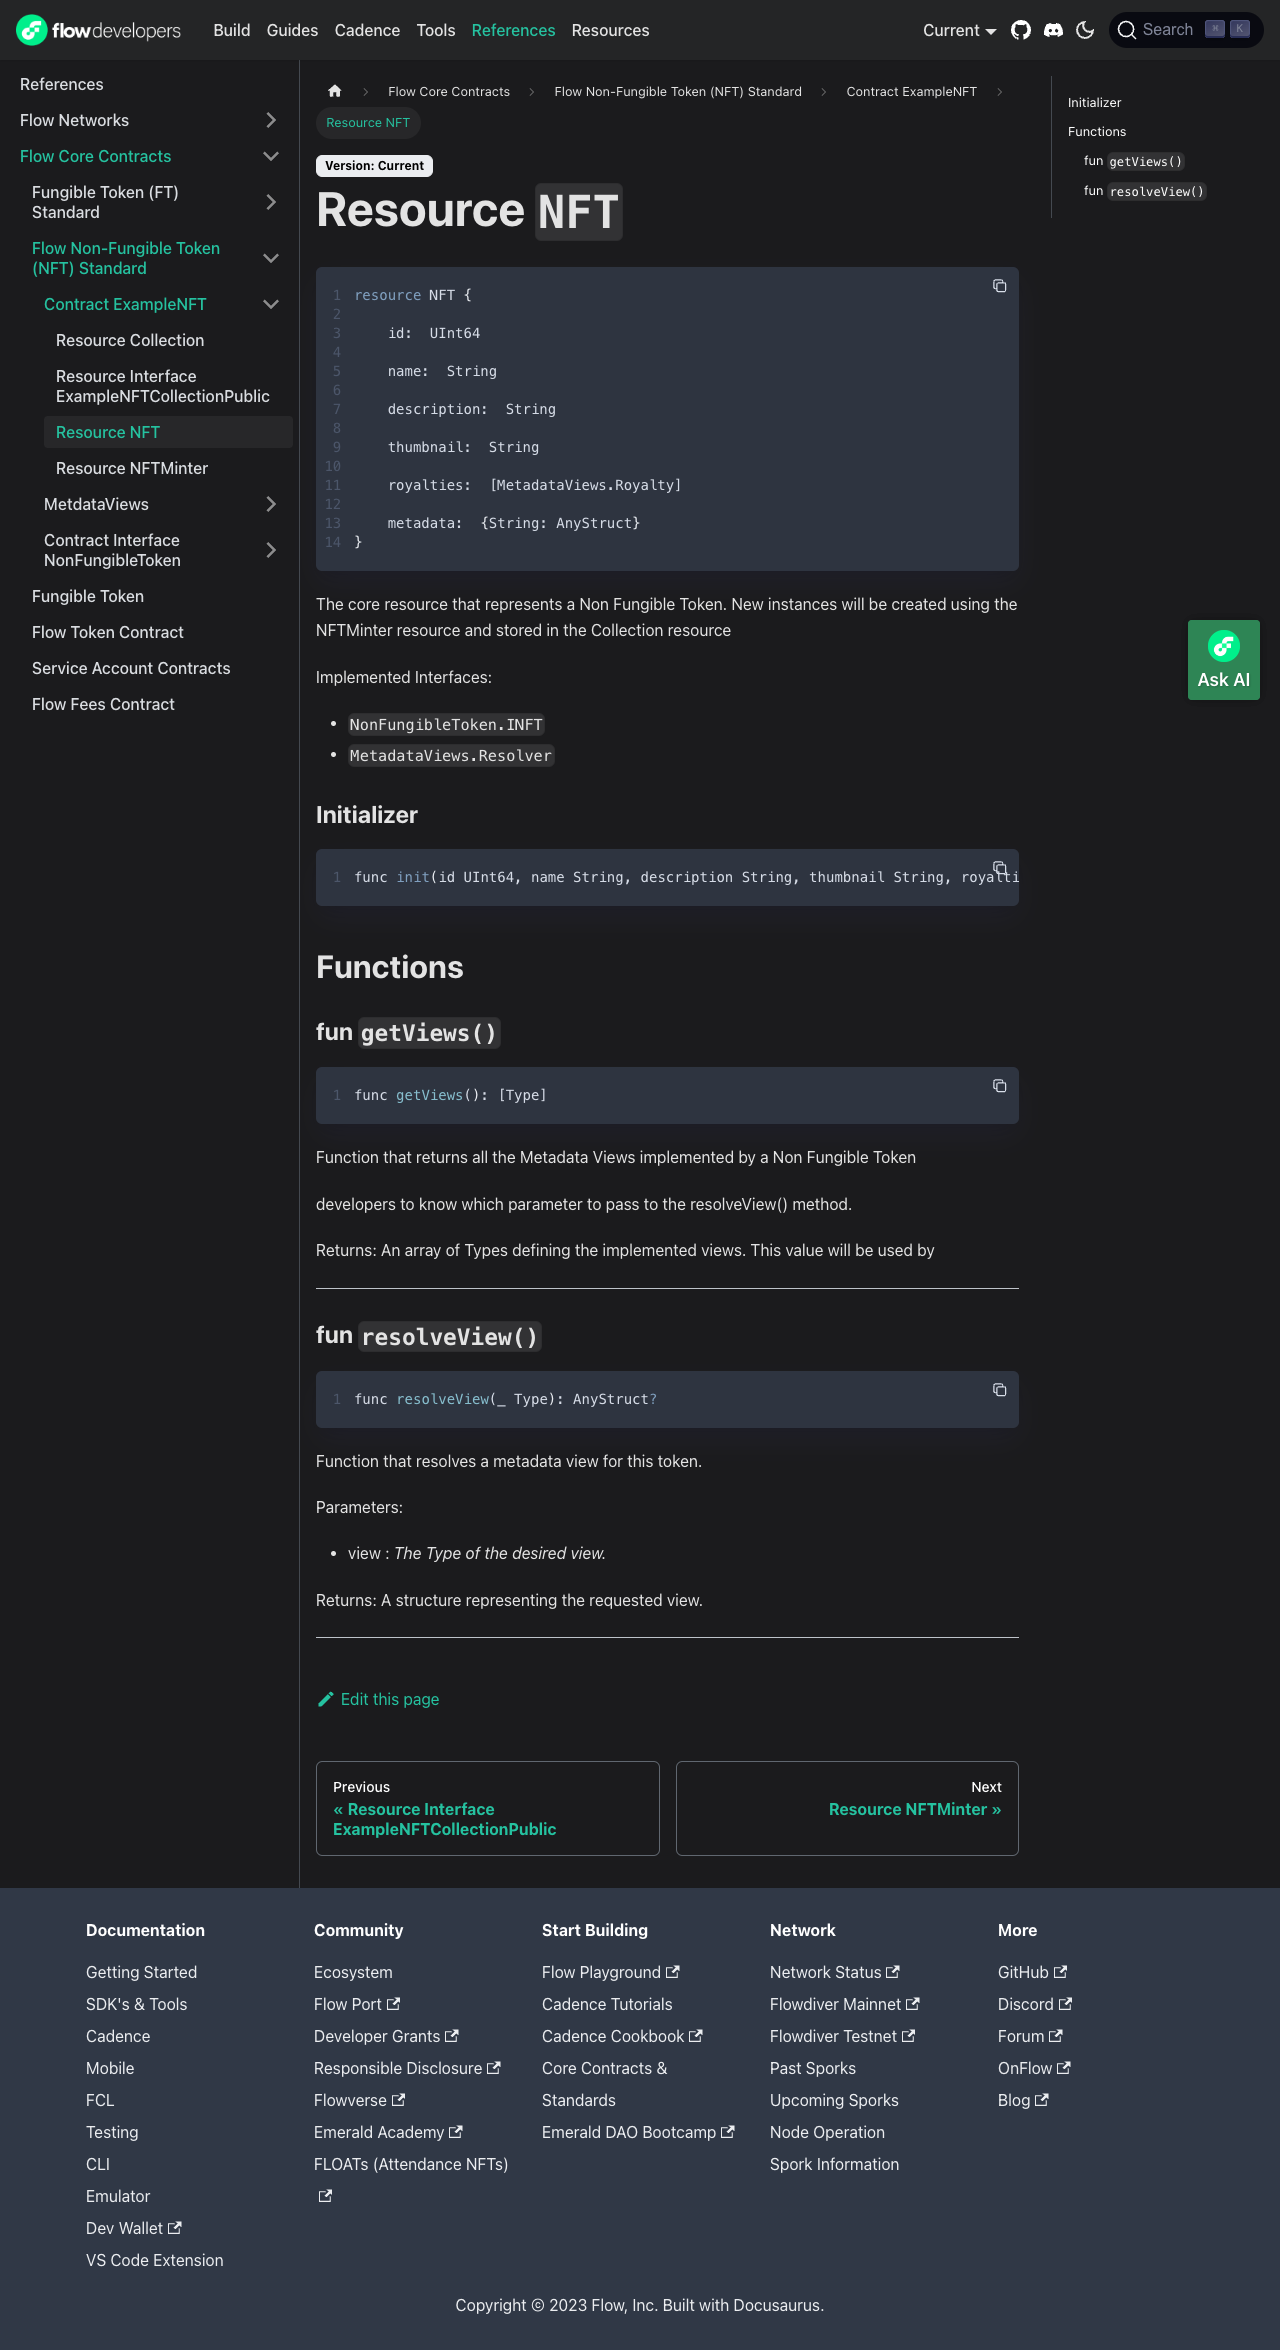 flowdevelopers Build Guides Cadence Tools References Resources Current Search ⌘ K
References
Flow Networks
Flow Core Contracts
Fungible Token (FT)
Standard
Flow Non-Fungible Token
(NFT) Standard
Contract ExampleNFT
Resource Collection
Resource Interface
ExampleNFTCollectionPublic
Resource NFT
Resource NFTMinter
MetdataViews
Contract Interface
NonFungibleToken
Fungible Token
Flow Token Contract
Service Account Contracts
Flow Fees Contract
Flow Core Contracts Flow Non-Fungible Token (NFT) Standard Contract ExampleNFT
Resource NFT
Version: Current
Resource NFT
1 resource NFT {
2
3 id: UInt64
4
5 name: String
6
7 description: String
8
9 thumbnail: String
10
11 royalties: [MetadataViews.Royalty]
12
13 metadata: {String: AnyStruct}
14 }
The core resource that represents a Non Fungible Token. New instances will be created using the
NFTMinter resource and stored in the Collection resource
Implemented Interfaces:
• NonFungibleToken.INFT
• MetadataViews.Resolver
Initializer
1 func init(id UInt64, name String, description String, thumbnail String, royalti
Functions
fun getViews()
1 func getViews(): [Type]
Function that returns all the Metadata Views implemented by a Non Fungible Token
developers to know which parameter to pass to the resolveView() method.
Returns: An array of Types defining the implemented views. This value will be used by
fun resolveView()
1 func resolveView(_ Type): AnyStruct?
Function that resolves a metadata view for this token.
Parameters:
• view : The Type of the desired view.
Returns: A structure representing the requested view.
Edit this page
Previous
« Resource Interface
ExampleNFTCollectionPublic
Next
Resource NFTMinter »
Initializer
Functions
fun getViews()
fun resolveView()
Ask AI
Documentation
Getting Started
SDK's & Tools
Cadence
Mobile
FCL
Testing
CLI
Emulator
Dev Wallet
VS Code Extension
Community
Ecosystem
Flow Port
Developer Grants
Responsible Disclosure
Flowverse
Emerald Academy
FLOATs (Attendance NFTs)
Start Building
Flow Playground
Cadence Tutorials
Cadence Cookbook
Core Contracts &
Standards
Emerald DAO Bootcamp
Network
Network Status
Flowdiver Mainnet
Flowdiver Testnet
Past Sporks
Upcoming Sporks
Node Operation
Spork Information
More
GitHub
Discord
Forum
OnFlow
Blog
Copyright © 2023 Flow, Inc. Built with Docusaurus.